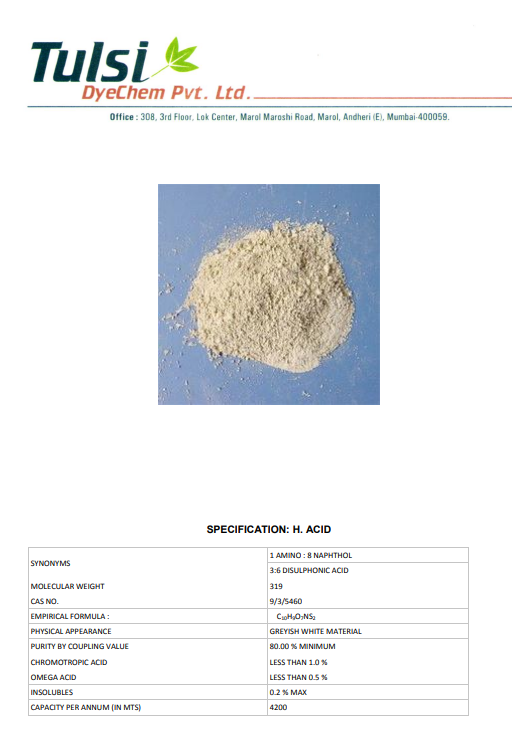 Tulsi
DyeChem Pvt. Ltd.
Office : 308, 3rd Floor, Lok Center, Marol Maroshi Road, Marol, Andheri (E), Mumbai-400059.
SPECIFICATION: H. ACID
SYNONYMS 1 AMINO : 8 NAPHTHOL
3:6 DISULPHONIC ACID
MOLECULAR WEIGHT 319
CAS NO. 9/3/5460
EMPIRICAL FORMULA : C₁₀H₉O₇NS₂
PHYSICAL APPEARANCE GREYISH WHITE MATERIAL
PURITY BY COUPLING VALUE 80.00 % MINIMUM
CHROMOTROPIC ACID LESS THAN 1.0 %
OMEGA ACID LESS THAN 0.5 %
INSOLUBLES 0.2 % MAX
CAPACITY PER ANNUM (IN MTS) 4200